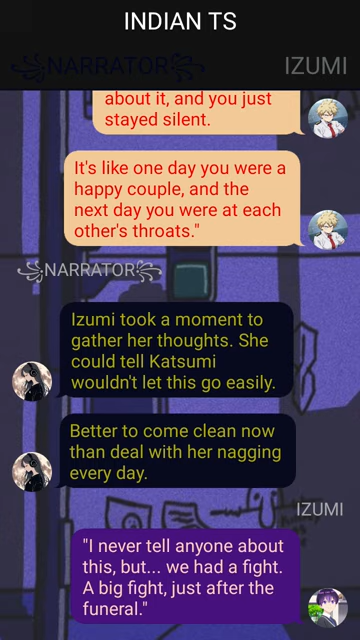 INDIAN TS
꧁NARRATOR꧂
IZUMI
about it, and you just
stayed silent.
It's like one day you were a
happy couple, and the
next day you were at each
other's throats."
꧁NARRATOR꧂
Izumi took a moment to
gather her thoughts. She
could tell Katsumi
wouldn't let this go easily.
Better to come clean now
than deal with her nagging
every day.
IZUMI
"I never tell anyone about
this, but... we had a fight.
A big fight, just after the
funeral."